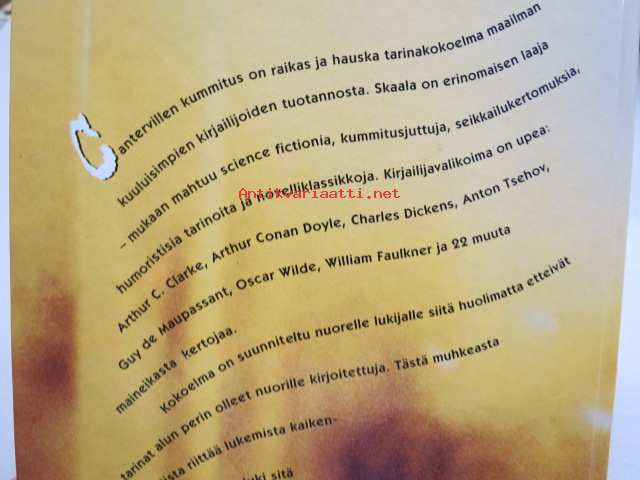 Cantervillen kummitus on raikas ja hauska tarinakokoelma maailman
kuuluisimpien kirjailijoiden tuotannosta. Skaala on erinomaisen laaja
– mukaan mahtuu science fictionia, kummitusjuttuja, seikkailukertomuksia,
humoristisia tarinoita ja novelliklassikkoja. Kirjailijavalikoima on upea:
Antikvariaatti.net
Arthur C. Clarke, Arthur Conan Doyle, Charles Dickens, Anton Tsehov,
Guy de Maupassant, Oscar Wilde, William Faulkner ja 22 muuta
maineikasta kertojaa.
Kokoelma on suunniteltu nuorelle lukijalle siitä huolimatta etteivät
tarinat alun perin olleet nuorille kirjoitettuja. Tästä muhkeasta
riittää lukemista kaiken-
sitä